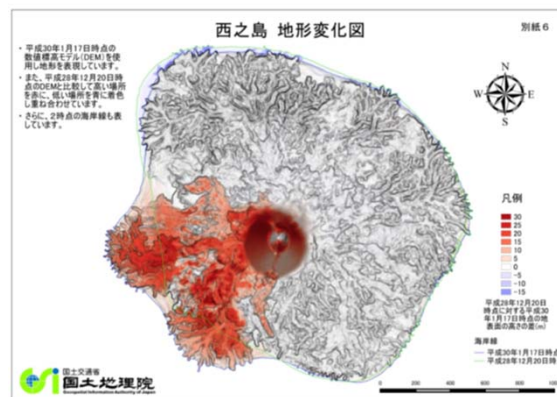 西之島 地形変化図
別紙6
・ 平成30年1月17日時点の
数値標高モデル(DEM)を使
用し地形を表現しています。
・ また、平成28年12月20日時
点のDEMと比較して高い場所
を赤に、低い場所を青に着色
し重ね合わせています。
・ さらに、2時点の海岸線も表
しています。
N
W E
S
凡例
30
25
20
15
10
5
0
-5
-10
-15
平成28年12月20日
時点に対する平成30
年1月17日時点の地
表面の高さの差(m)
海岸線
平成30年1月17日時点
平成28年12月20日時
国土交通省
国土地理院
Geospatial Information Authority of Japan
0 200 400 600 800